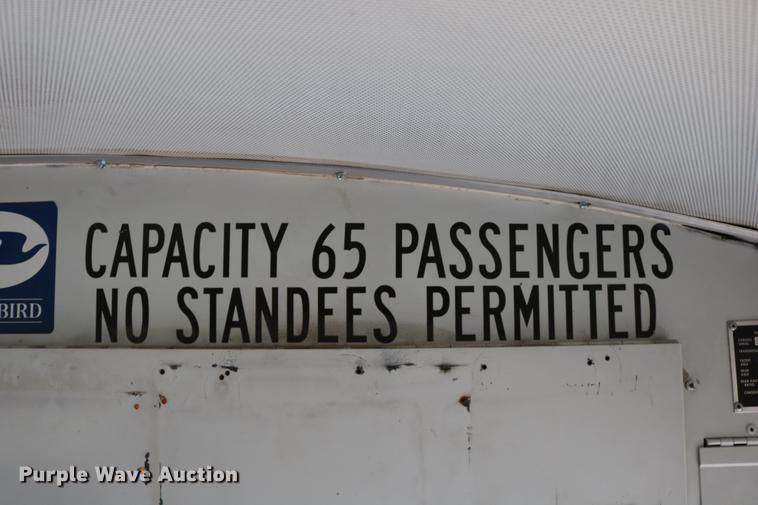 CAPACITY 65 PASSENGERS
NO STANDEES PERMITTED
BIRD
Purple Wave Auction